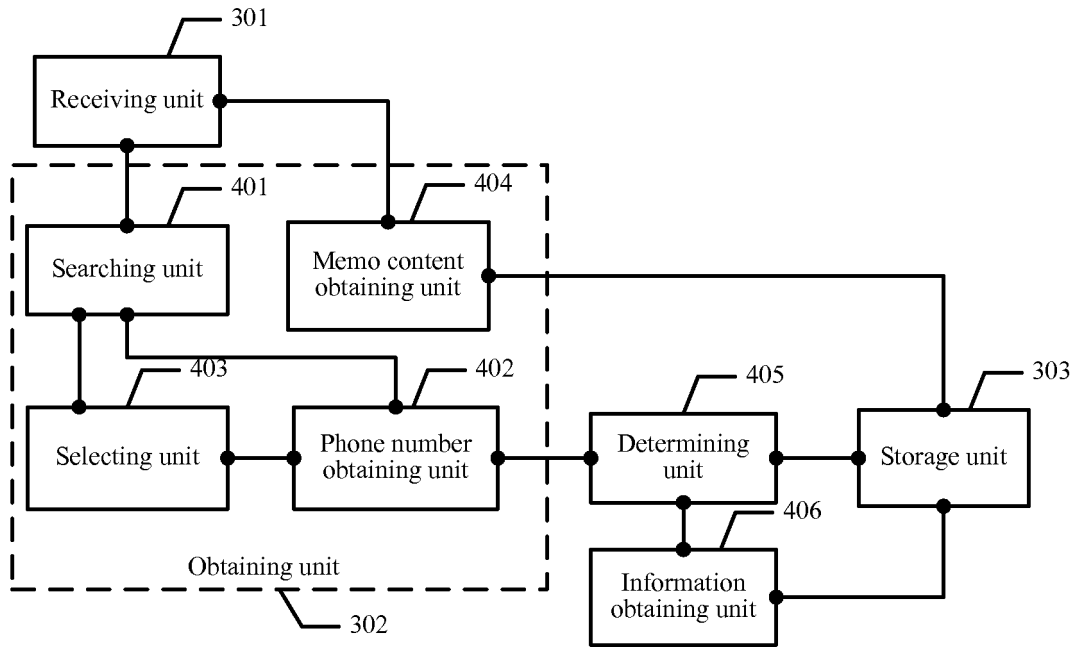 301
Receiving unit
401
Searching unit
404
Memo content
obtaining unit
403
Selecting unit
402
Phone number
obtaining unit
405
Determining
unit
303
Storage unit
406
Information
obtaining unit
Obtaining unit
302